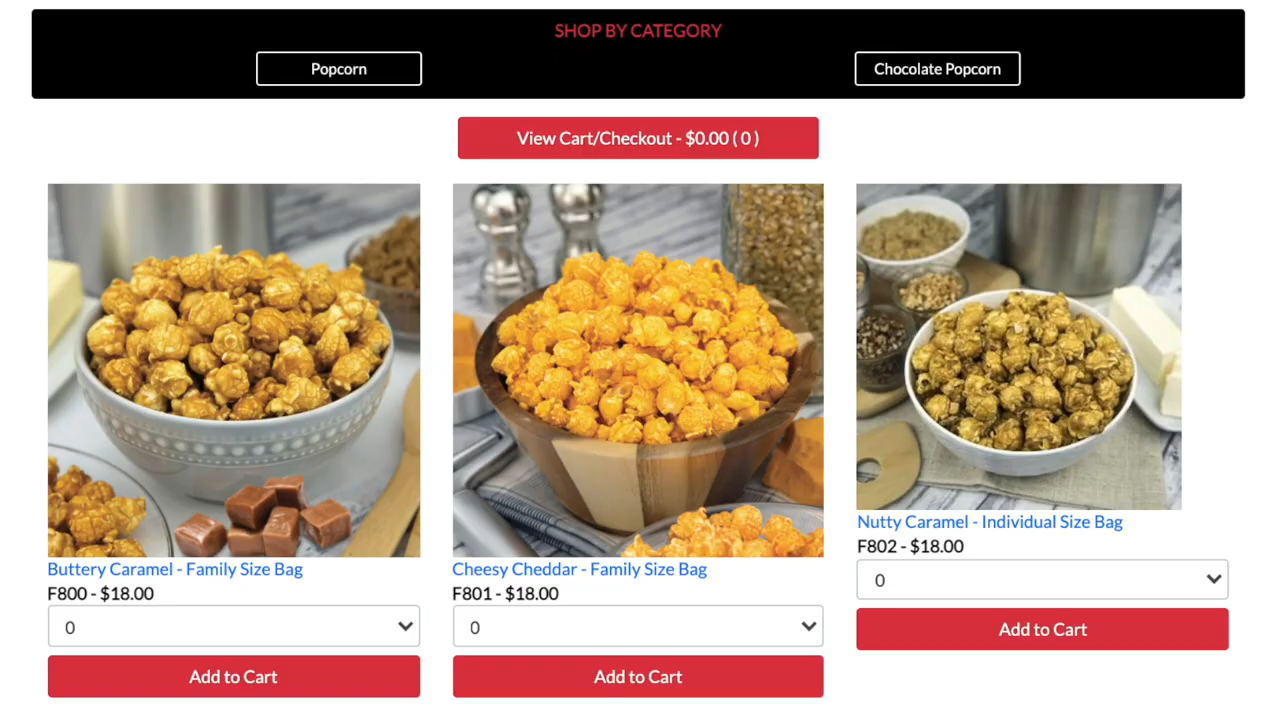 SHOP BY CATEGORY
Popcorn
Chocolate Popcorn
View Cart/Checkout - $0.00 ( 0 )
Buttery Caramel - Family Size Bag
F800 - $18.00
0
Add to Cart
Cheesy Cheddar - Family Size Bag
F801 - $18.00
0
Add to Cart
Nutty Caramel - Individual Size Bag
F802 - $18.00
0
Add to Cart